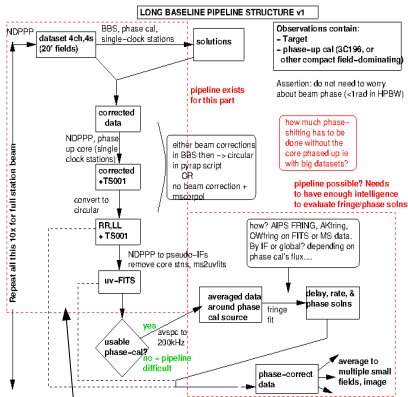 LONG BASELINE PIPELINE STRUCTURE v1
NDPPP
dataset 4ch,4s
(20' fields)
BBS, phase cal,
single-clock stations
solutions
Observations contain:
- Target
- phase-up cal (3C196, or
other compact field-dominating)
pipeline exists
for this part
Assertion: do not need to worry
about beam phase (<1rad in HPBW)
corrected
data
NDPPP, phase
up core (single
clock stations)
either beam corrections
in BBS then -> circular
in pyrap script
OR
no beam correction +
mscorpol
how much phase-
shifting has to be
done without the
core phased up ie
with big datasets?
corrected
+TS001
convert to
circular
pipeline possible? Needs
to have enough intelligence
to evaluate fringe/phase solns
RR,LL
+ TS001
NDPPP to pseudo-IFs
remove core stns, ms2uvfits
how? AIPS FRING, AKfring,
OWfring on FITS or MS data.
By IF or global? depending on
phase cal's flux....
uv-FITS
Repeat all this 10x for full station beam
averaged data
around phase
cal source
fringe
fit
delay, rate, &
phase solns
usable
phase-cal?
yes
avspc to
200kHz
no - pipeline
difficult
phase-correct
data
average to
multiple small
fields, image